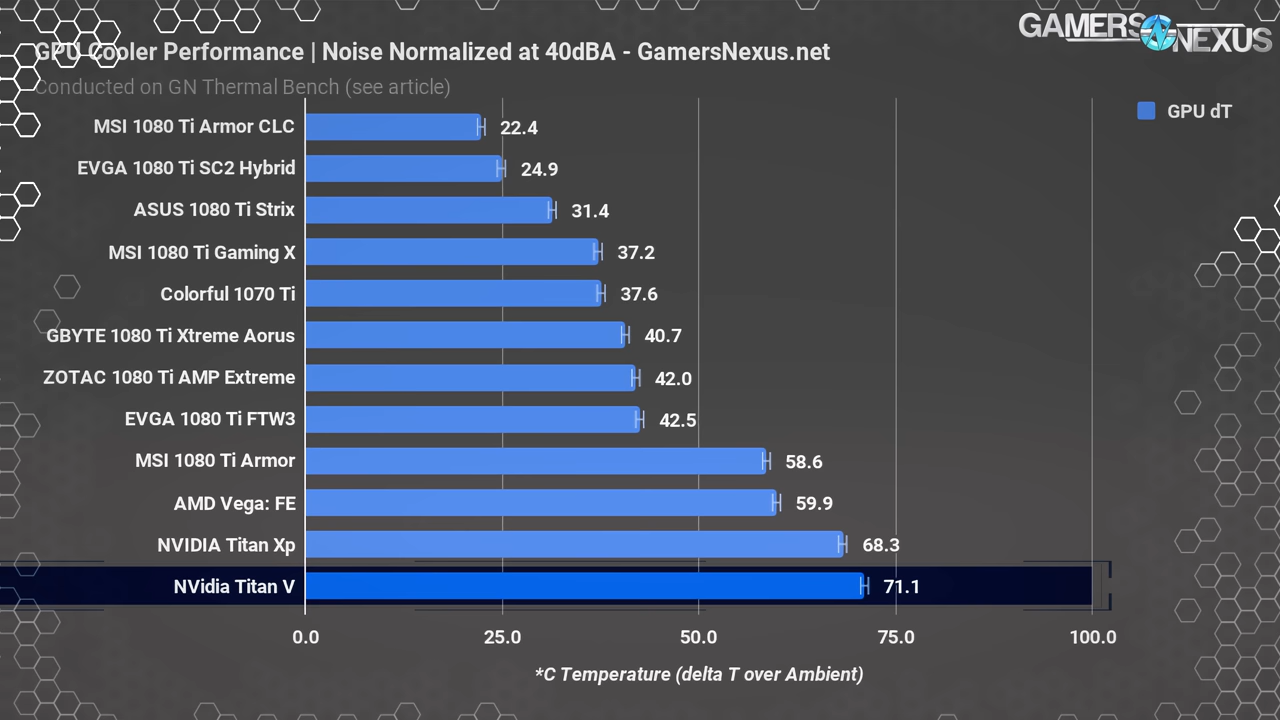 GAMERS NEXUS
GPU Cooler Performance | Noise Normalized at 40dBA - GamersNexus.net
Conducted on GN Thermal Bench (see article)
GPU dT
MSI 1080 Ti Armor CLC 22.4
EVGA 1080 Ti SC2 Hybrid 24.9
ASUS 1080 Ti Strix 31.4
MSI 1080 Ti Gaming X 37.2
Colorful 1070 Ti 37.6
GBYTE 1080 Ti Xtreme Aorus 40.7
ZOTAC 1080 Ti AMP Extreme 42.0
EVGA 1080 Ti FTW3 42.5
MSI 1080 Ti Armor 58.6
AMD Vega: FE 59.9
NVIDIA Titan Xp 68.3
NVidia Titan V 71.1
0.0 25.0 50.0 75.0 100.0
*C Temperature (delta T over Ambient)